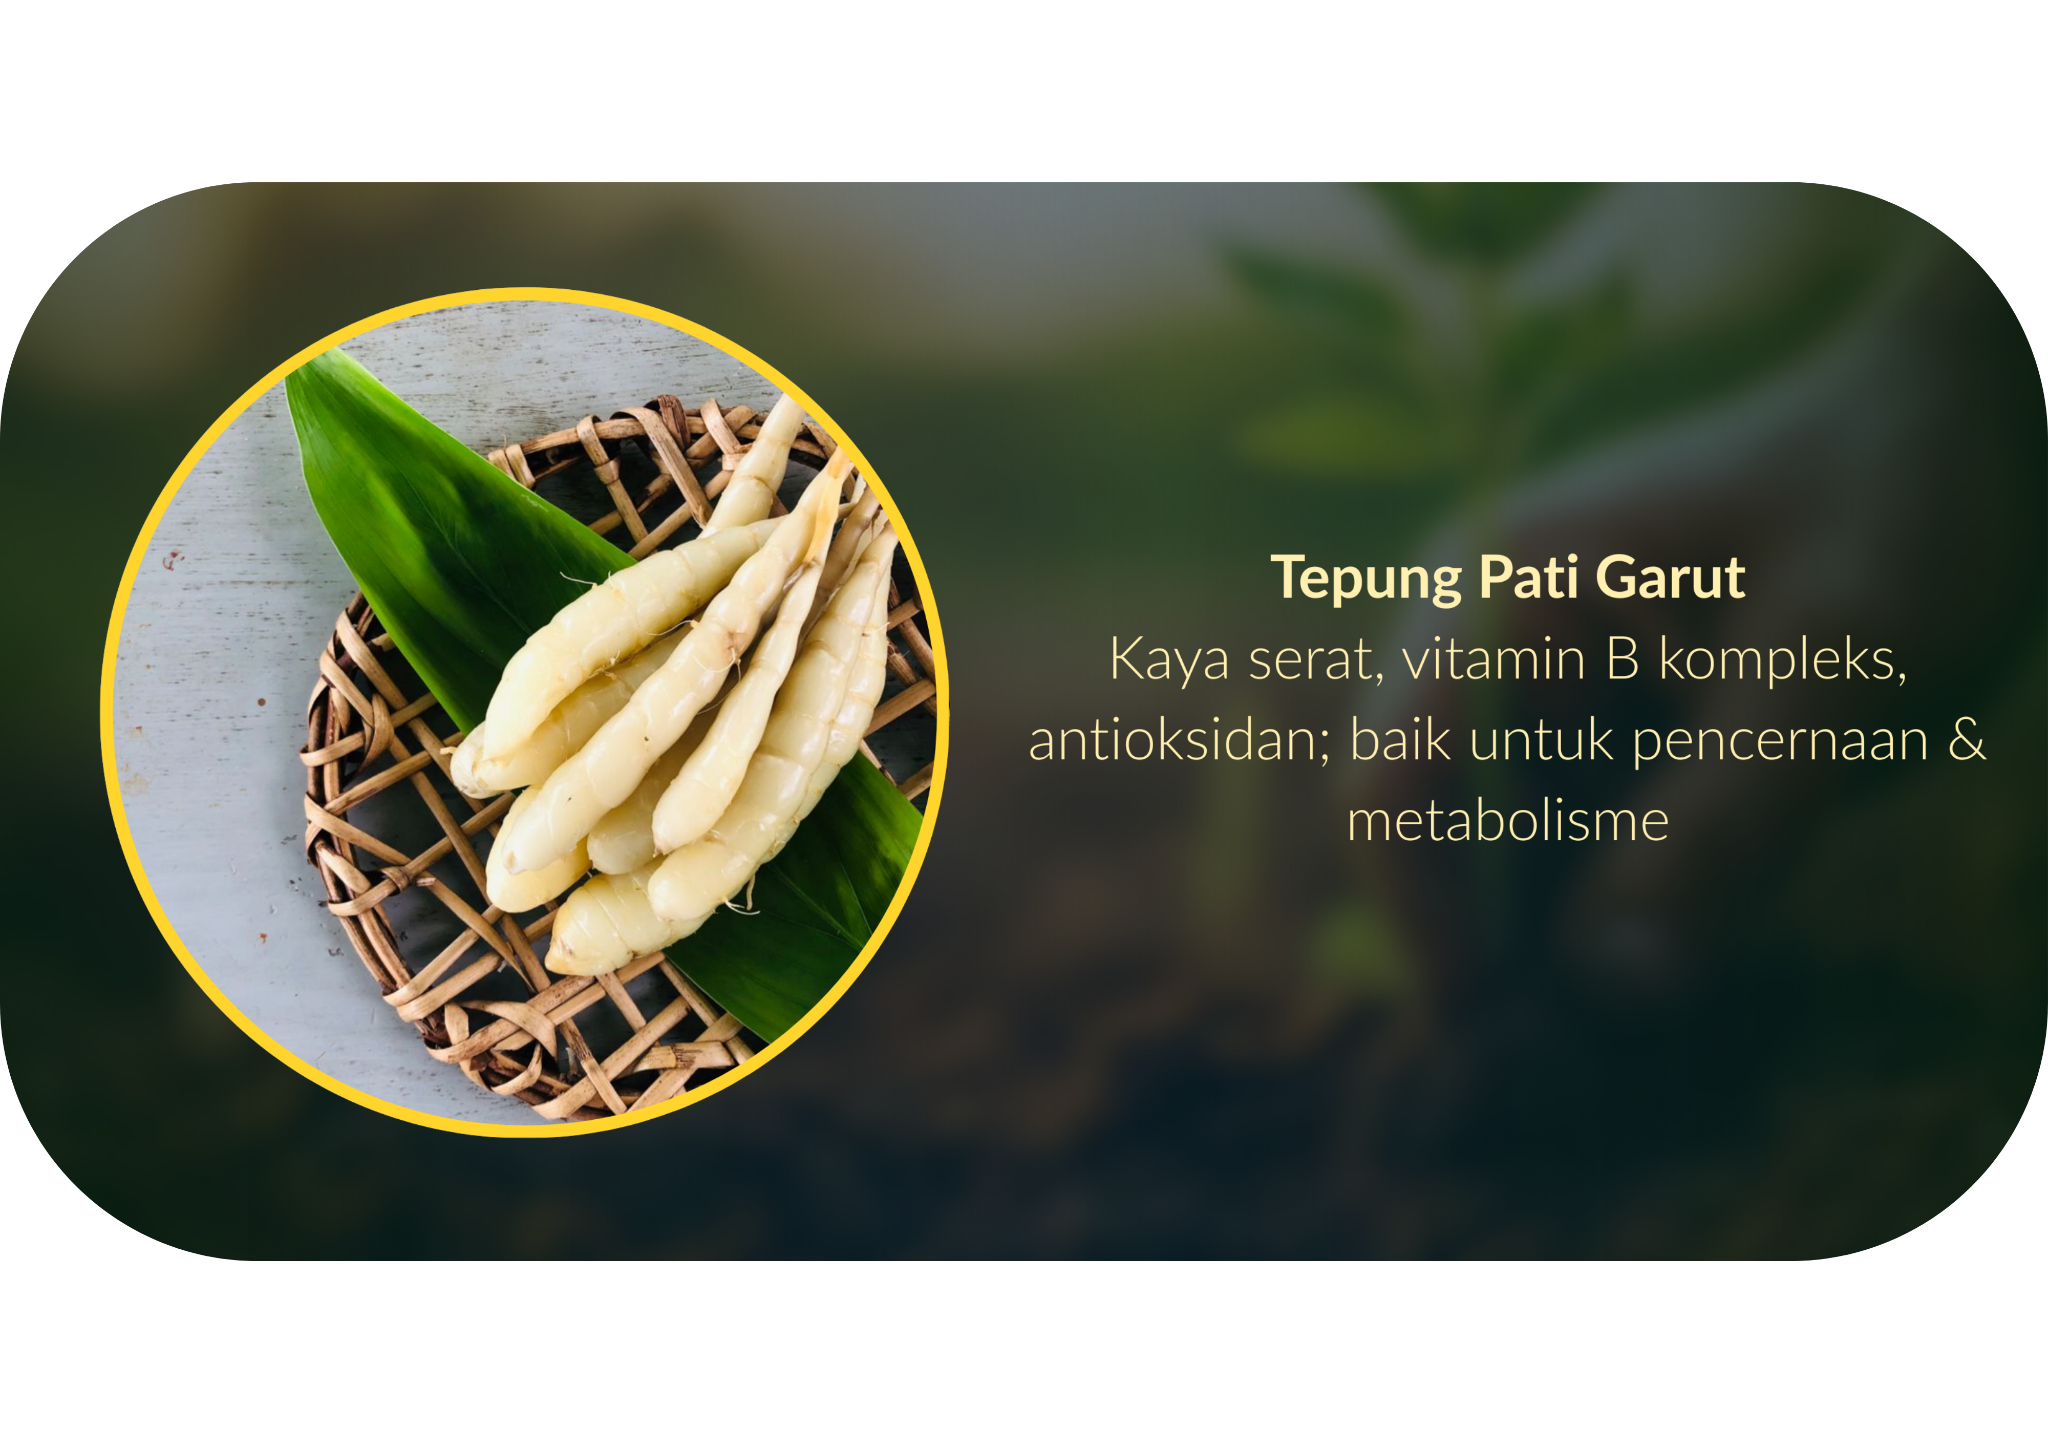 Tepung Pati Garut
Kaya serat, vitamin B kompleks,
antioksidan; baik untuk pencernaan &
metabolisme